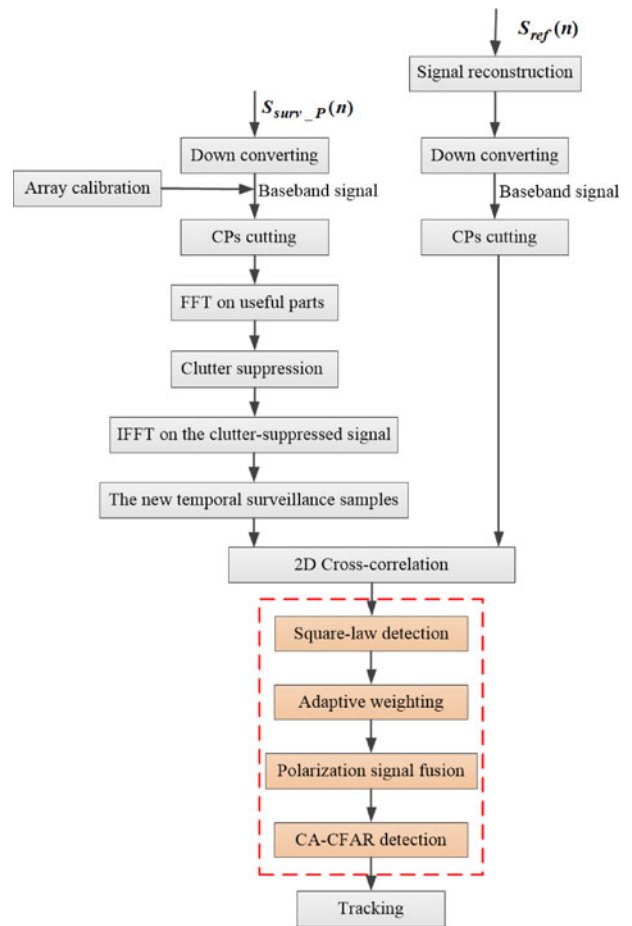 S_ref(n)
Signal reconstruction
S_surv_P(n)
Down converting
Down converting
Array calibration
Baseband signal
Baseband signal
CPs cutting
CPs cutting
FFT on useful parts
Clutter suppression
IFFT on the clutter-suppressed signal
The new temporal surveillance samples
2D Cross-correlation
Square-law detection
Adaptive weighting
Polarization signal fusion
CA-CFAR detection
Tracking